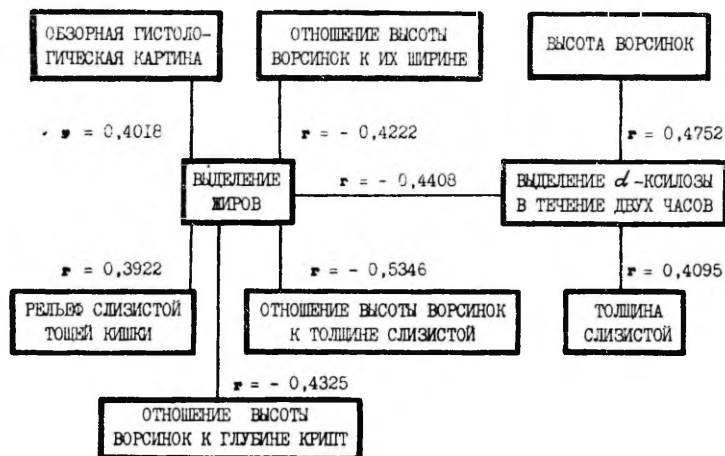 ОБЗОРНАЯ ГИСТОЛО-
ГИЧЕСКАЯ КАРТИНА
ОТНОШЕНИЕ ВЫСОТЫ
ВОРСИНОК К ИХ ШИРИНЕ
ВЫСОТА ВОРСИНОК
= 0,4018
r = - 0,4222
r = 0,4752
ВЫДЕЛЕНИЕ
ЖИРОВ
r = - 0,4408
ВЫДЕЛЕНИЕ d-КСИЛОЗЫ
В ТЕЧЕНИЕ ДВУХ ЧАСОВ
r = 0,3922
r = - 0,5346
r = 0,4095
РЕЛЬЕФ СЛИЗИСТОЙ
ТОЩЕЙ КИШКИ
ОТНОШЕНИЕ ВЫСОТЫ ВОРСИНОК
К ТОЛЩИНЕ СЛИЗИСТОЙ
ТОЛЩИНА
СЛИЗИСТОЙ
r = - 0,4325
ОТНОШЕНИЕ ВЫСОТЫ
ВОРСИНОК К ГЛУБИНЕ КРИПТ